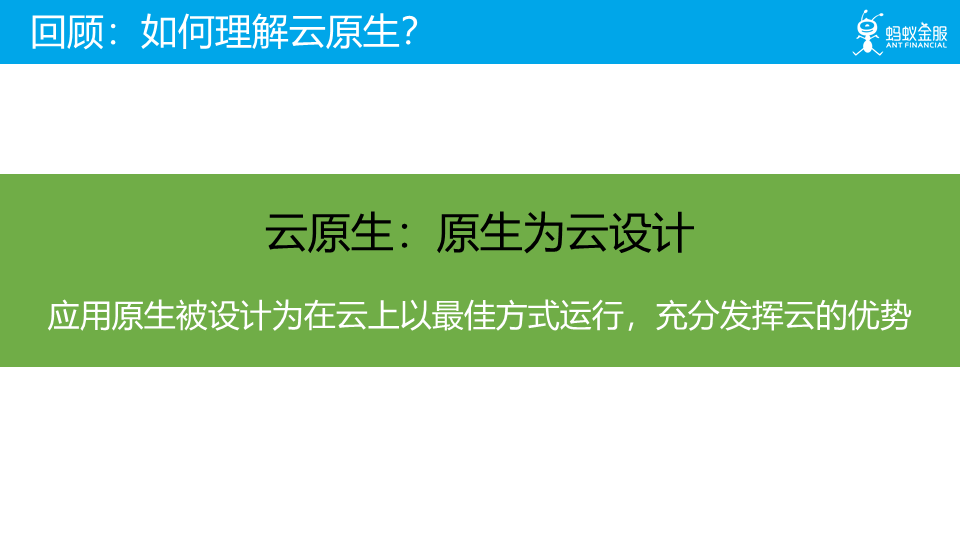 回顾：如何理解云原生？
蚂蚁金服
ANT FINANCIAL
云原生：原生为云设计
应用原生被设计为在云上以最佳方式运行，充分发挥云的优势